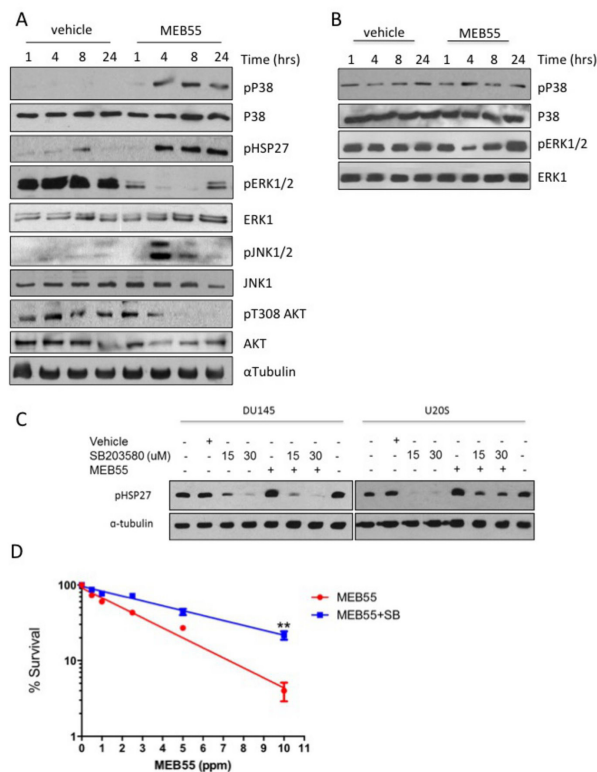 A
vehicle MEB55
1 4 8 24 1 4 8 24 Time (hrs)
pP38
P38
pHSP27
pERK1/2
ERK1
pJNK1/2
JNK1
pT308 AKT
AKT
αTubulin
B
vehicle MEB55
1 4 8 24 1 4 8 24 Time (hrs)
pP38
P38
pERK1/2
ERK1
C
DU145 U20S
Vehicle - + - - - - - - - + - - - - - -
SB203580 (uM) - - 15 30 - 15 30 - - - 15 30 - 15 30 -
MEB55 - - - - + + + - - - - - + + + -
pHSP27
α-tubulin
D
% Survival
100
10
1
0 1 2 3 4 5 6 7 8 9 10 11
MEB55 (ppm)
**
MEB55
MEB55+SB